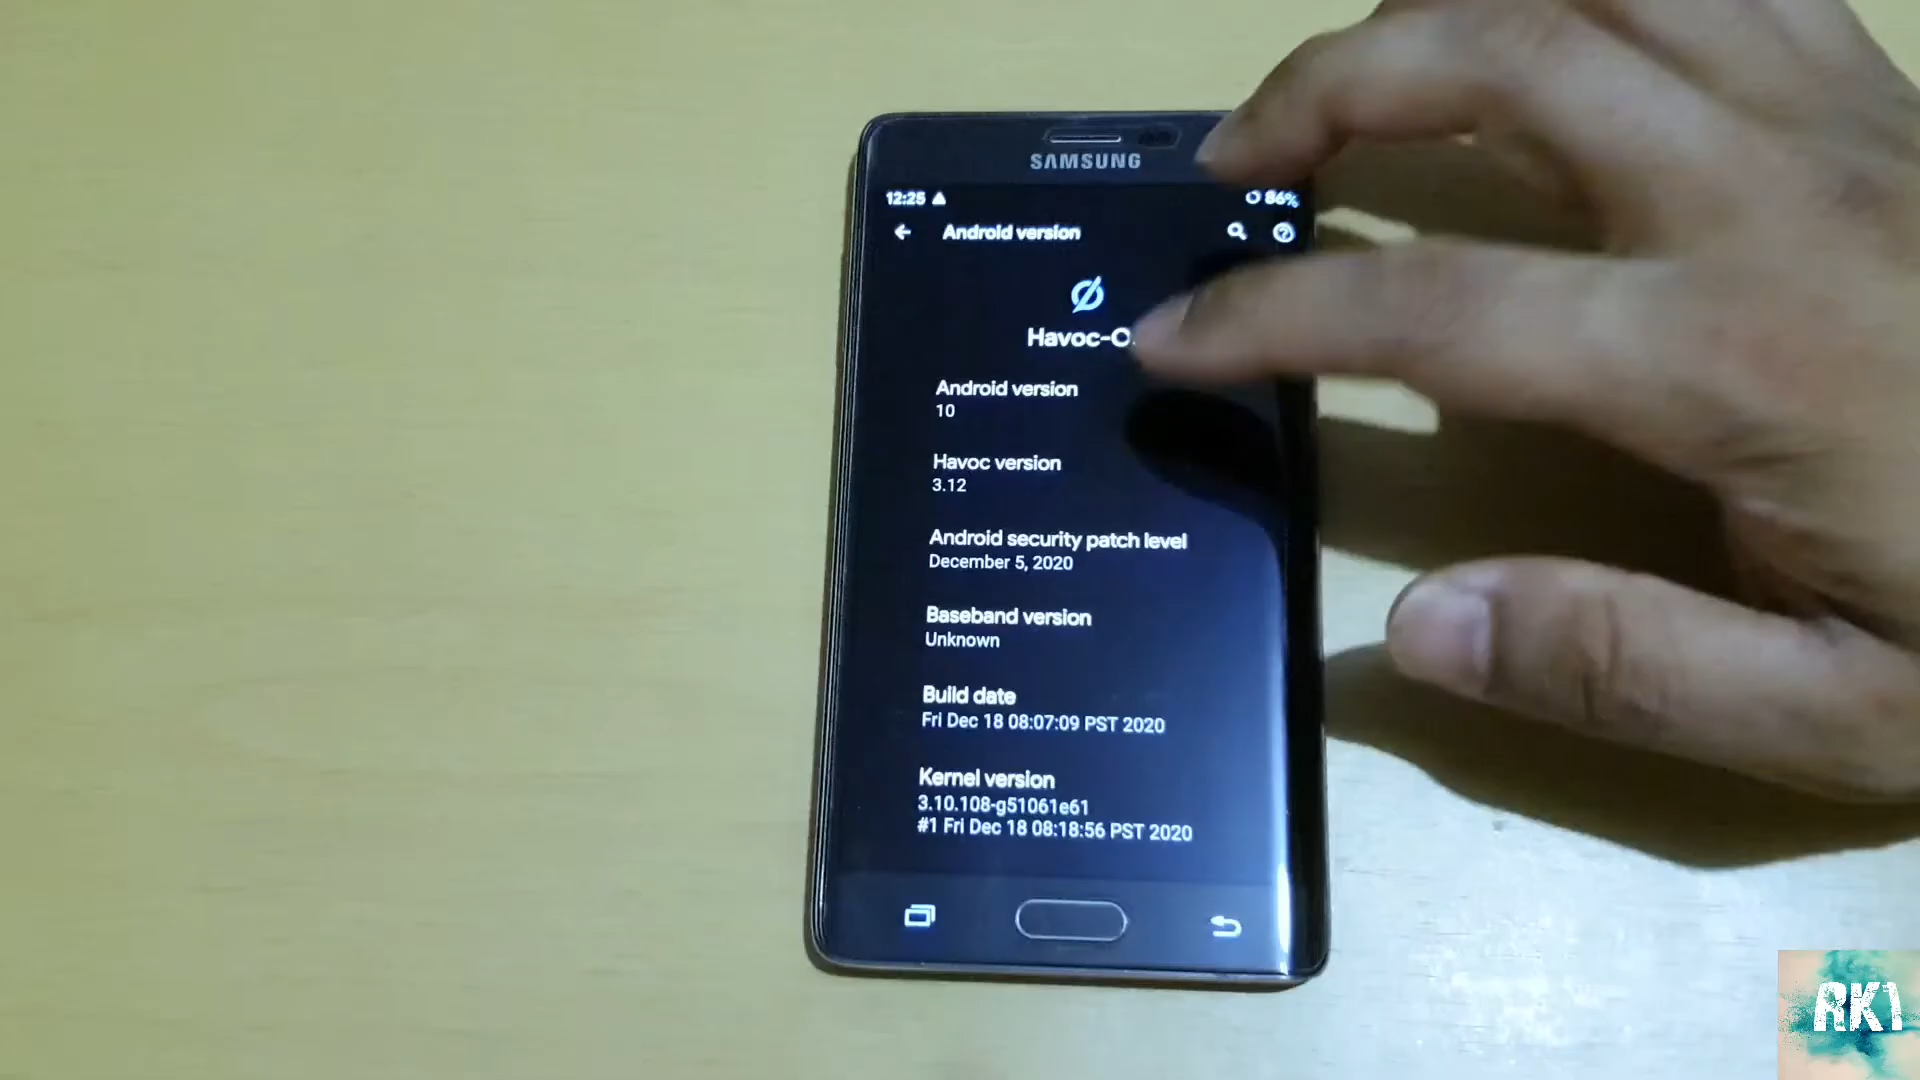 SAMSUNG
12:25 86%
Android version
Havoc-O
Android version
10
Havoc version
3.12
Android security patch level
December 5, 2020
Baseband version
Unknown
Build date
Fri Dec 18 08:07:09 PST 2020
Kernel version
3.10.108-g51061e61
#1 Fri Dec 18 08:18:56 PST 2020
RK1